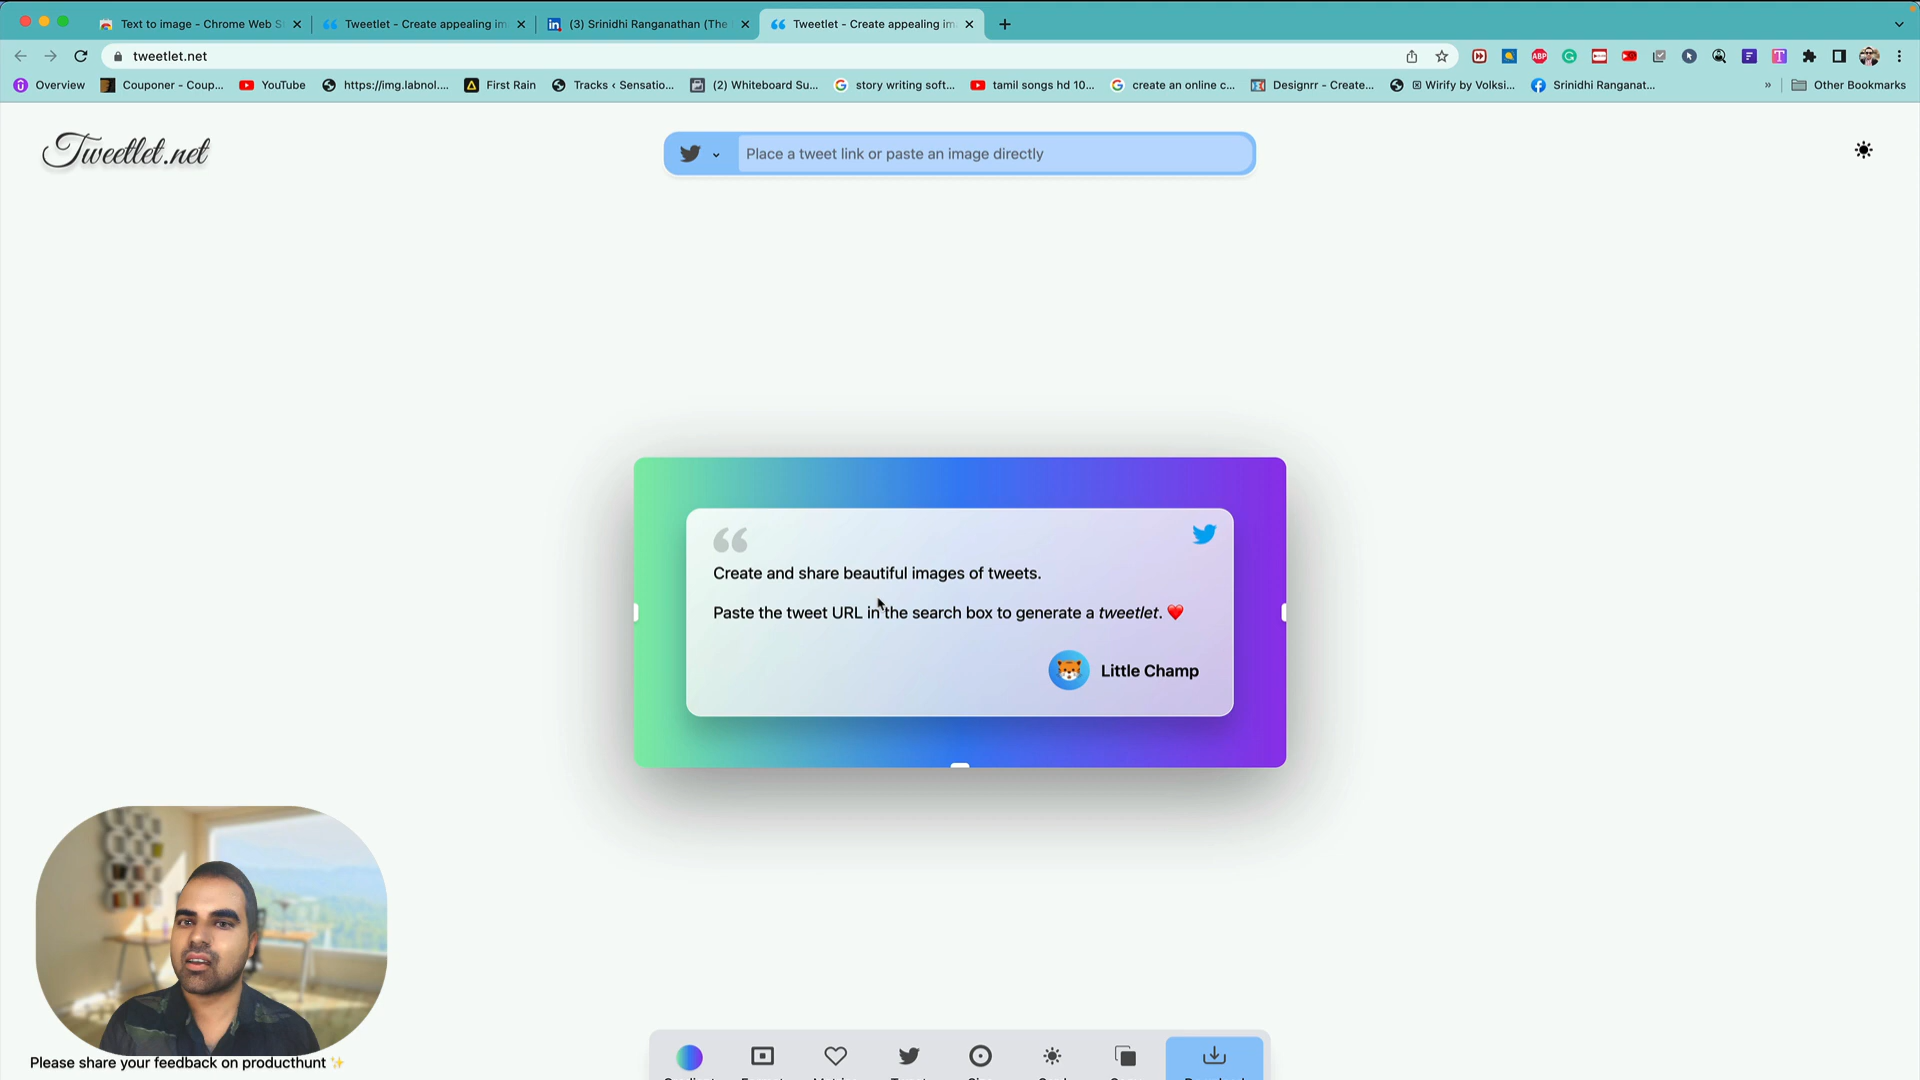 Text to image - Chrome Web S
Tweetlet - Create appealing im
(3) Srinidhi Ranganathan (The
Tweetlet - Create appealing im
tweetlet.net
Overview
Couponer - Coup...
YouTube
https://img.labnol....
First Rain
Tracks ‹ Sensatio...
(2) Whiteboard Su...
story writing soft...
tamil songs hd 10...
create an online c...
Designrr - Create...
Wirify by Volksi...
Srinidhi Ranganat...
»
Other Bookmarks
Tweetlet.net
Place a tweet link or paste an image directly
Create and share beautiful images of tweets.
Paste the tweet URL in the search box to generate a tweetlet. ❤️
Little Champ
Please share your feedback on producthunt ✨